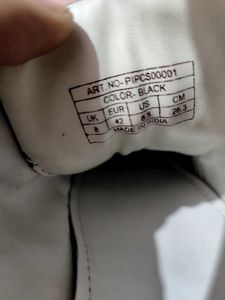 ART. NO-PIPCS00001
COLOR- BLACK
UK EUR US CM
8 42 8.5 26.3
MADE IN INDIA